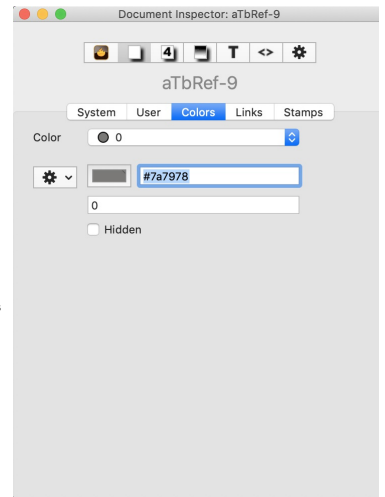 Document Inspector: aTbRef-9
4 T <>
aTbRef-9
System User Colors Links Stamps
Color 0
#7a7978
0
Hidden